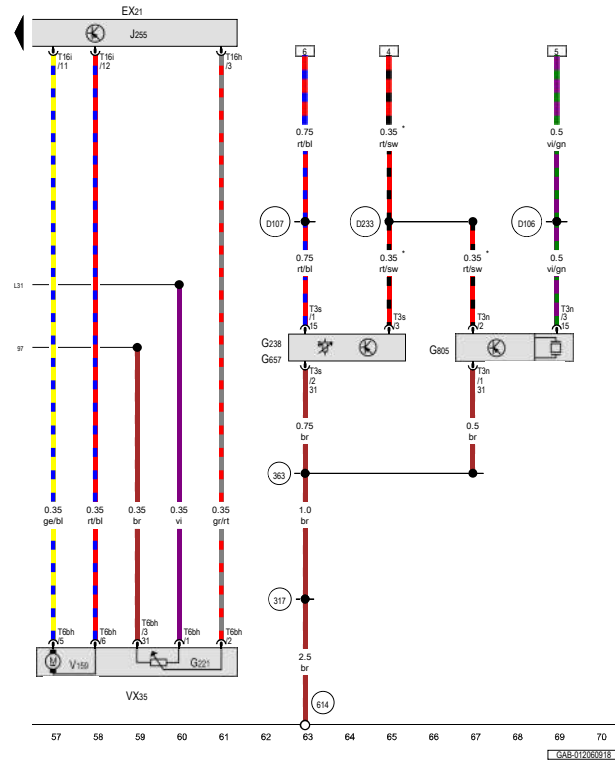 EX21
J255
T16i
/11
T16i
/12
T16h
/3
6
4
5
0.75
rt/bl
0.35 *
rt/sw
0.5
vi/gn
D107
D233
D106
0.75
rt/bl
0.35 *
rt/sw
0.35 *
rt/sw
0.5
vi/gn
L31
97
T3s
/1
15
T3s
/3
T3n
/2
T3n
/3
15
G238
G657
G805
T3s
/2
31
T3n
/1
31
0.75
br
0.5
br
363
0.35
ge/bl
0.35
rt/bl
0.35
br
0.35
vi
0.35
gr/rt
1.0
br
317
T6bh
/5
T6bh
/6
T6bh
/3
31
T6bh
/1
T6bh
/2
M
V159
G221
VX35
2.5
br
614
57 58 59 60 61 62 63 64 65 66 67 68 69 70
GAB-012060918